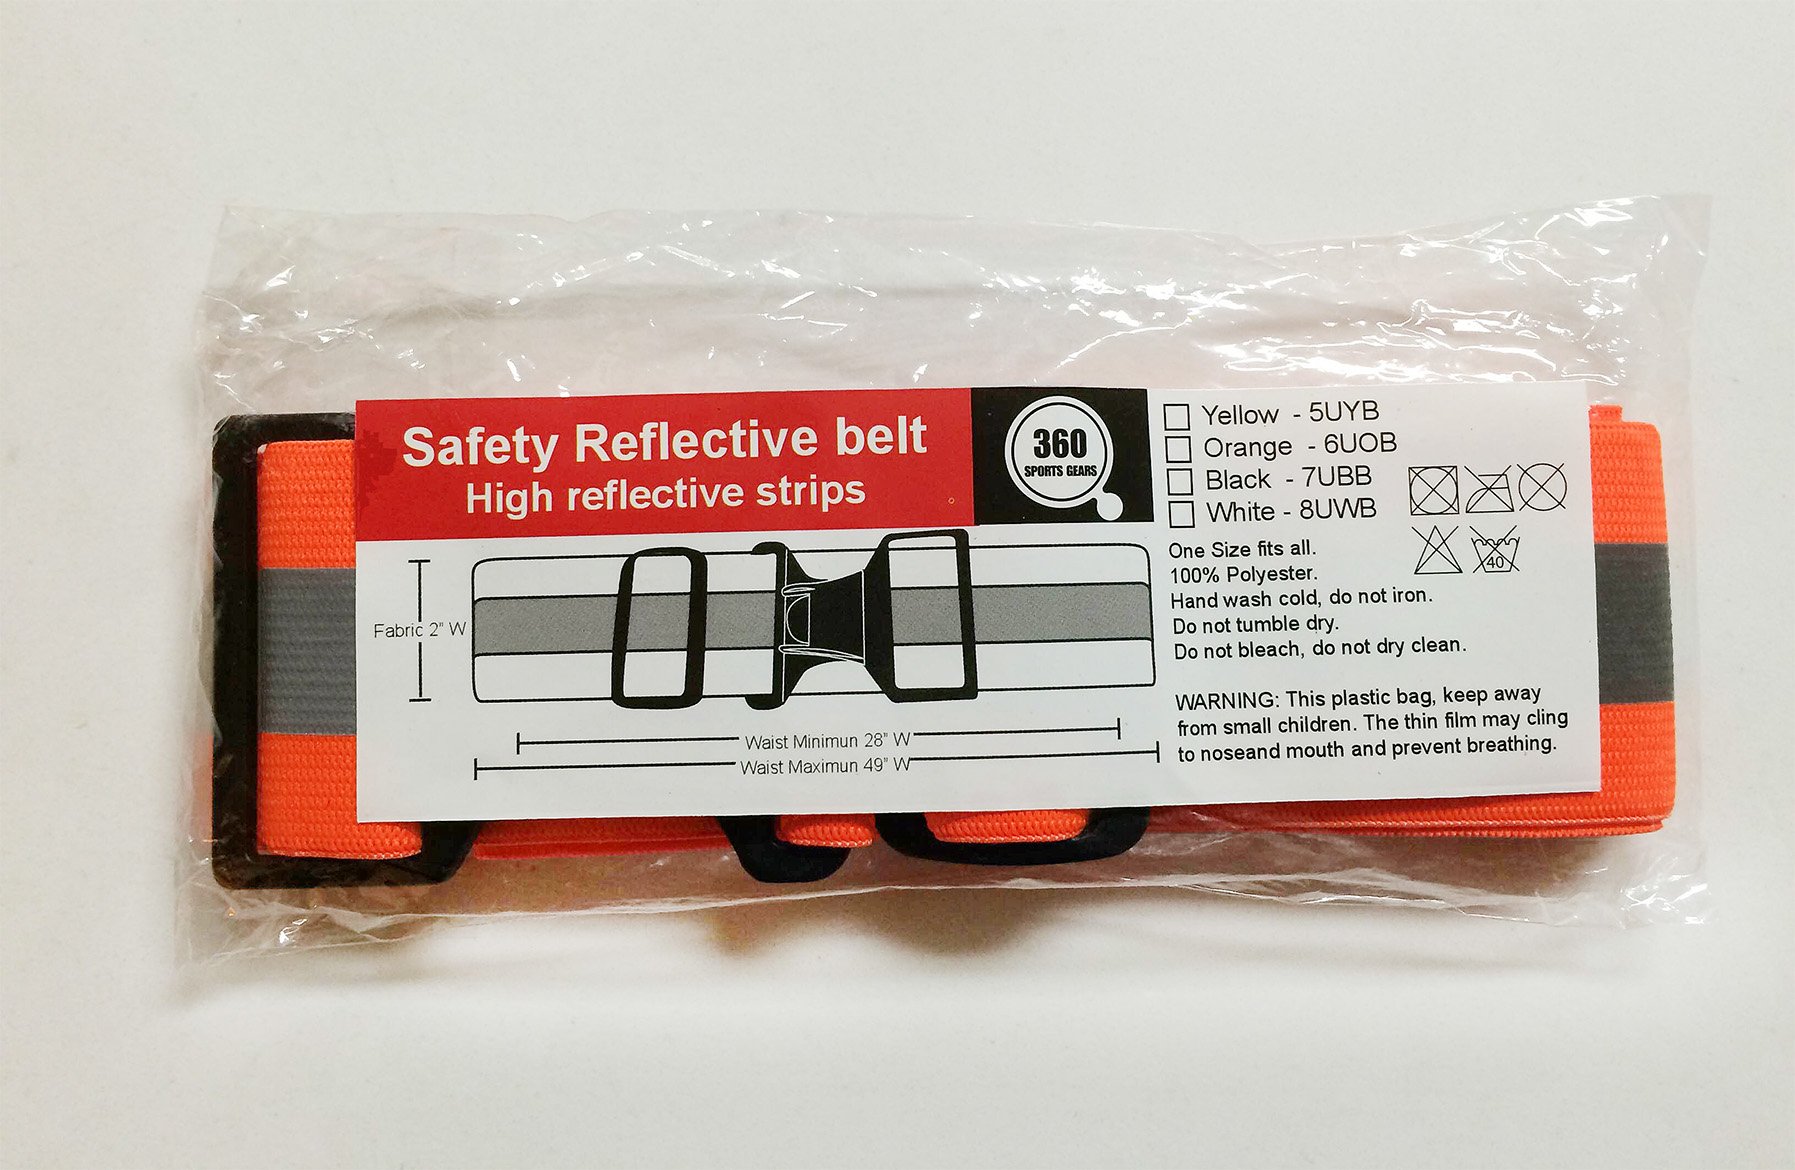 Safety Reflective belt
High reflective strips
360
SPORTS GEARS
Yellow - 5UYB
Orange - 6UOB
Black - 7UBB
White - 8UWB
40
One Size fits all.
100% Polyester.
Hand wash cold, do not iron.
Do not tumble dry.
Do not bleach, do not dry clean.
WARNING: This plastic bag, keep away
from small children. The thin film may cling
to noseand mouth and prevent breathing.
Fabric 2" W
Waist Minimun 28" W
Waist Maximun 49" W